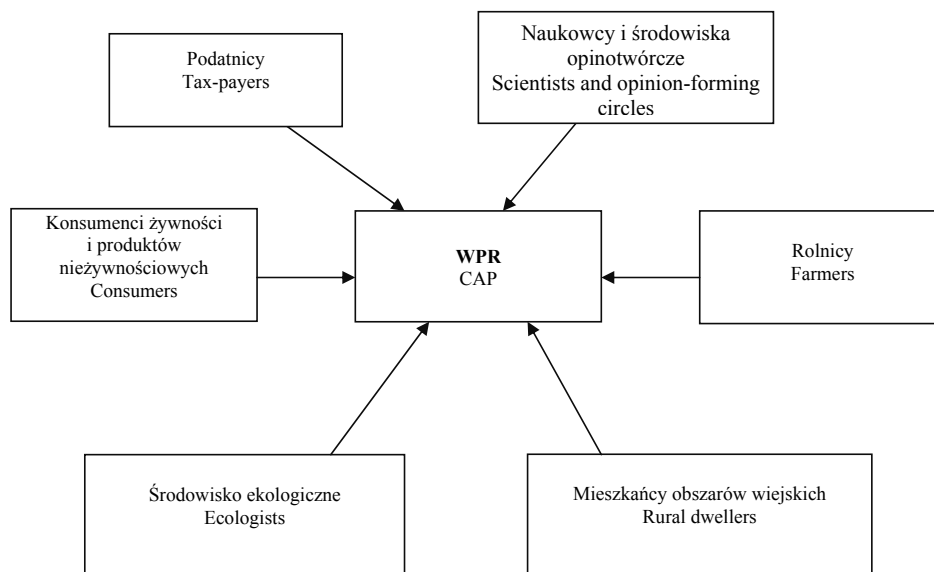 Podatnicy
Tax-payers
Naukowcy i środowiska
opinotwórcze
Scientists and opinion-forming
circles
Konsumenci żywności
i produktów
nieżywnościowych
Consumers
WPR
CAP
Rolnicy
Farmers
Środowisko ekologiczne
Ecologists
Mieszkańcy obszarów wiejskich
Rural dwellers